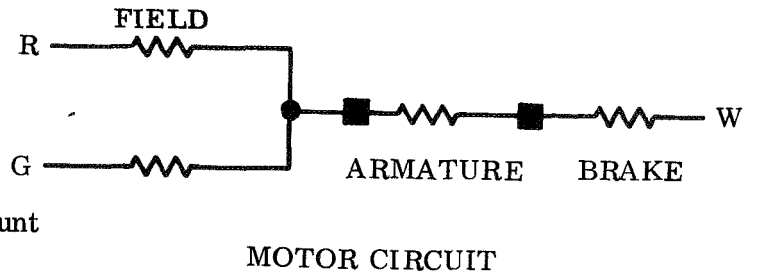 FIELD
R
W
G
ARMATURE BRAKE
unt
MOTOR CIRCUIT